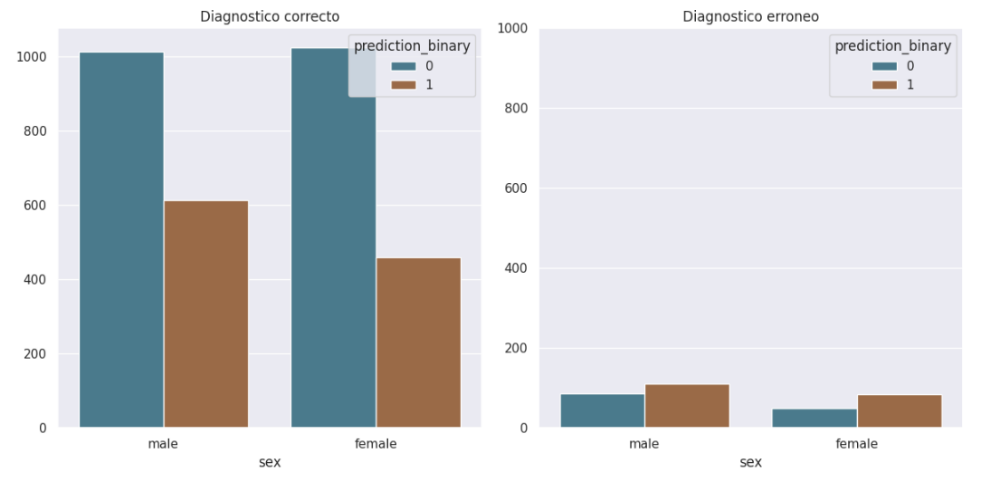 Diagnostico correcto
prediction_binary
0
1
1000
800
600
400
200
0
male
female
sex
Diagnostico erroneo
prediction_binary
0
1
1000
800
600
400
200
0
male
female
sex